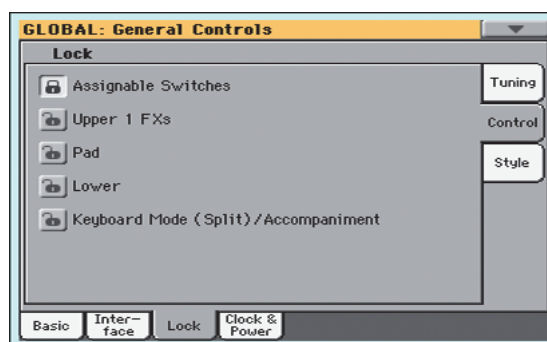 GLOBAL: General Controls
Lock
Assignable Switches
Upper 1 FXs
Pad
Lower
Keyboard Mode (Split)/Accompaniment
Tuning
Control
Style
Basic
Inter-
face
Lock
Clock &
Power